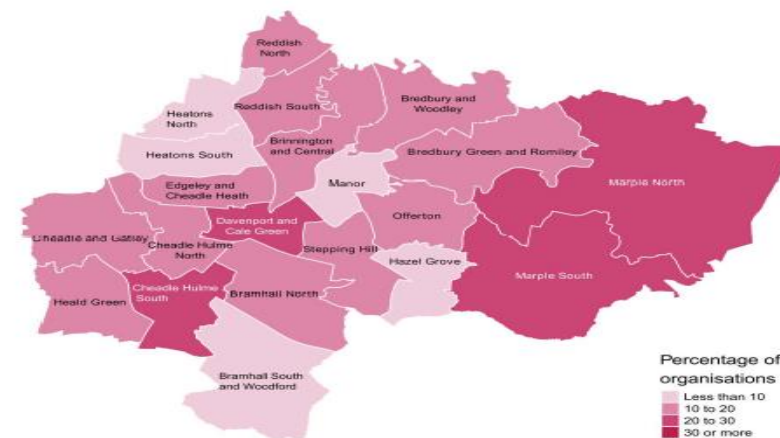 Reddish
North
Heatons
North
Reddish South
Bredbury and
Woodley
Heatons South
Brinnington
and Central
Bredbury Green and Romiley
Manor
Marple North
Edgeley and
Cheadle Heath
Davenport and
Cale Green
Offerton
Cheadle and Gatley
Cheadle Hulme
North
Stepping Hill
Hazel Grove
Marple South
Heald Green
Cheadle Hulme
South
Bramhall North
Bramhall South
and Woodford
Percentage of
organisations
Less than 10
10 to 20
20 to 30
30 or more